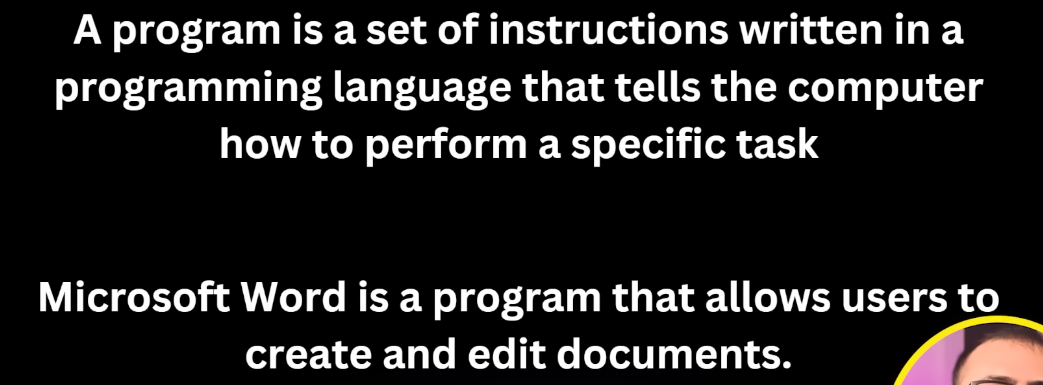 A program is a set of instructions written in a
programming language that tells the computer
how to perform a specific task
Microsoft Word is a program that allows users to
create and edit documents.